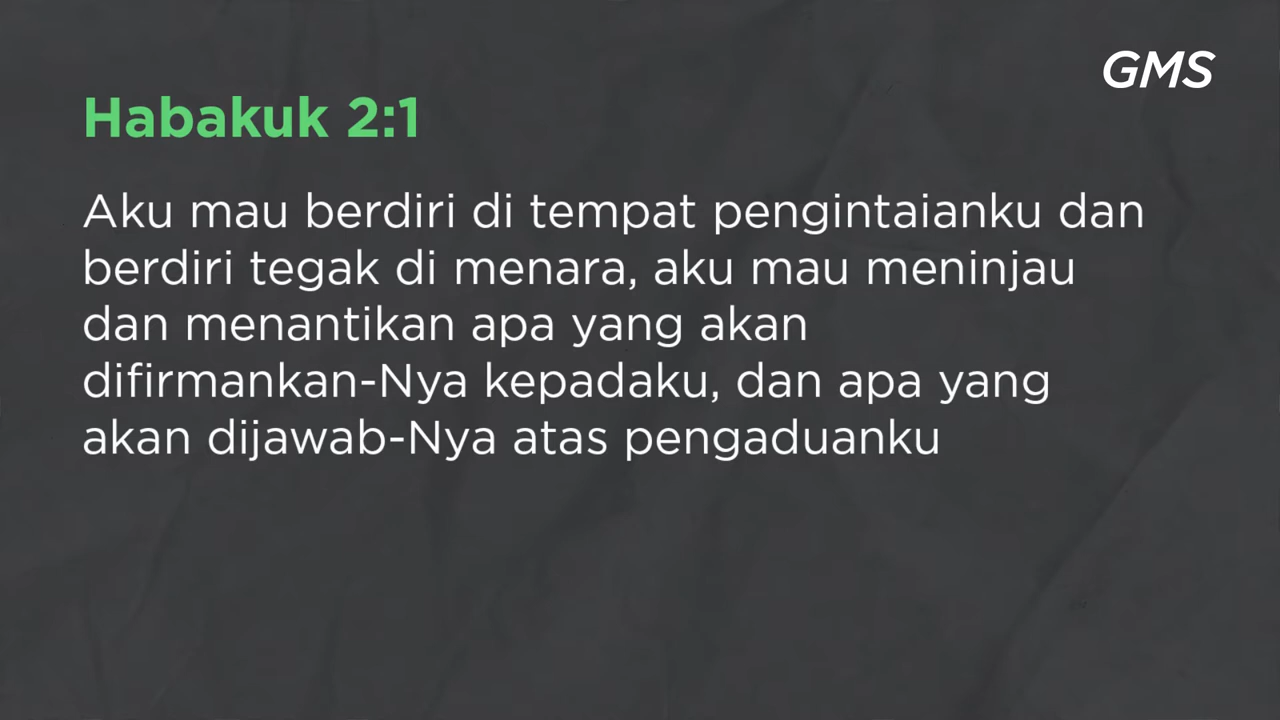 GMS
Habakuk 2:1
Aku mau berdiri di tempat pengintaianku dan
berdiri tegak di menara, aku mau meninjau
dan menantikan apa yang akan
difirmankan-Nya kepadaku, dan apa yang
akan dijawab-Nya atas pengaduanku